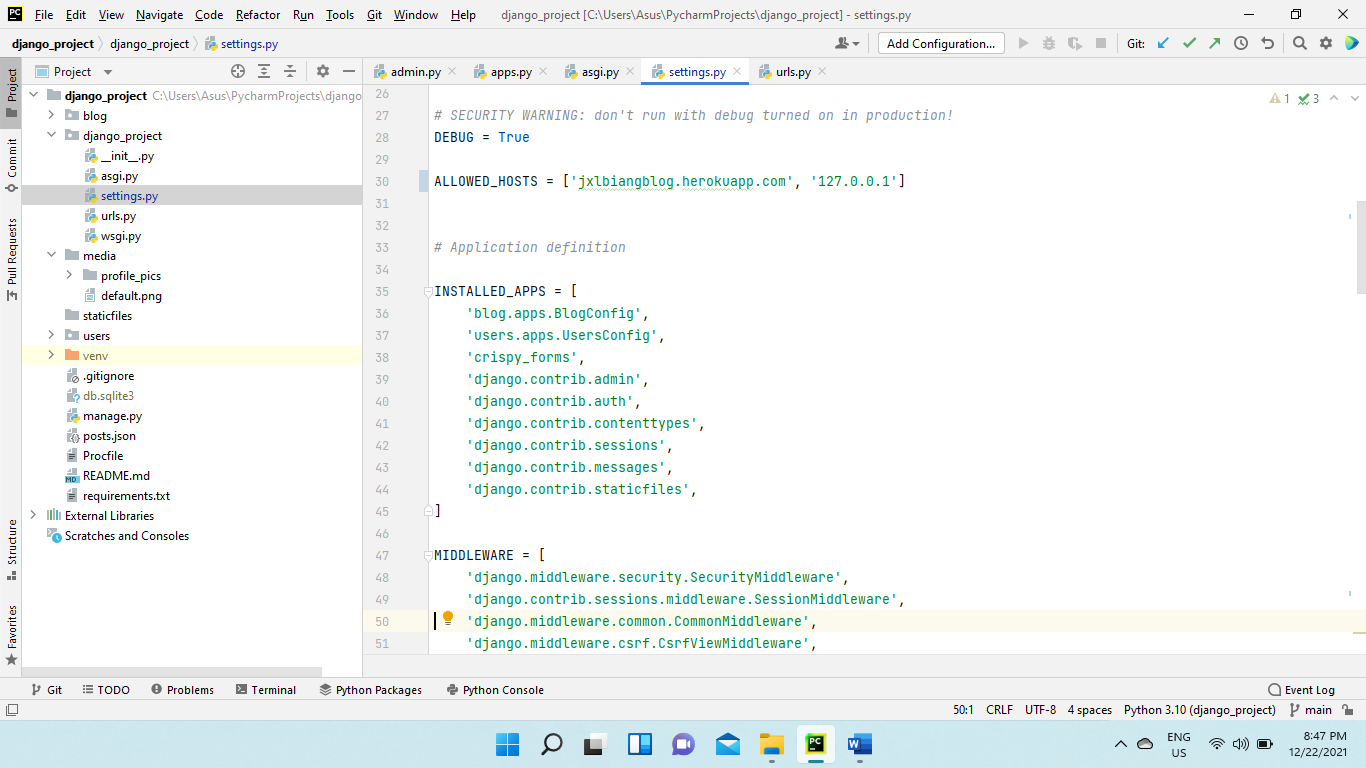 PC File Edit View Navigate Code Refactor Run Tools Git Window Help django_project [C:\Users\Asus\PycharmProjects\django_project] - settings.py
django_project django_project settings.py Add Configuration... Git:
Project admin.py apps.py asgi.py settings.py urls.py
Project
Commit
Pull Requests
Structure
Favorites
django_project C:\Users\Asus\PycharmProjects\django
blog
django_project
__init__.py
asgi.py
settings.py
urls.py
wsgi.py
media
profile_pics
default.png
staticfiles
users
venv
.gitignore
db.sqlite3
manage.py
posts.json
Procfile
README.md
requirements.txt
External Libraries
Scratches and Consoles
1 3
26
27 # SECURITY WARNING: don't run with debug turned on in production!
28 DEBUG = True
29
30 ALLOWED_HOSTS = ['jxlbiangblog.herokuapp.com', '127.0.0.1']
31
32
33 # Application definition
34
35 INSTALLED_APPS = [
36 'blog.apps.BlogConfig',
37 'users.apps.UsersConfig',
38 'crispy_forms',
39 'django.contrib.admin',
40 'django.contrib.auth',
41 'django.contrib.contenttypes',
42 'django.contrib.sessions',
43 'django.contrib.messages',
44 'django.contrib.staticfiles',
45 ]
46
47 MIDDLEWARE = [
48 'django.middleware.security.SecurityMiddleware',
49 'django.contrib.sessions.middleware.SessionMiddleware',
50 'django.middleware.common.CommonMiddleware',
51 'django.middleware.csrf.CsrfViewMiddleware',
Git TODO Problems Terminal Python Packages Python Console Event Log
50:1 CRLF UTF-8 4 spaces Python 3.10 (django_project) main
ENG
US
8:47 PM
12/22/2021